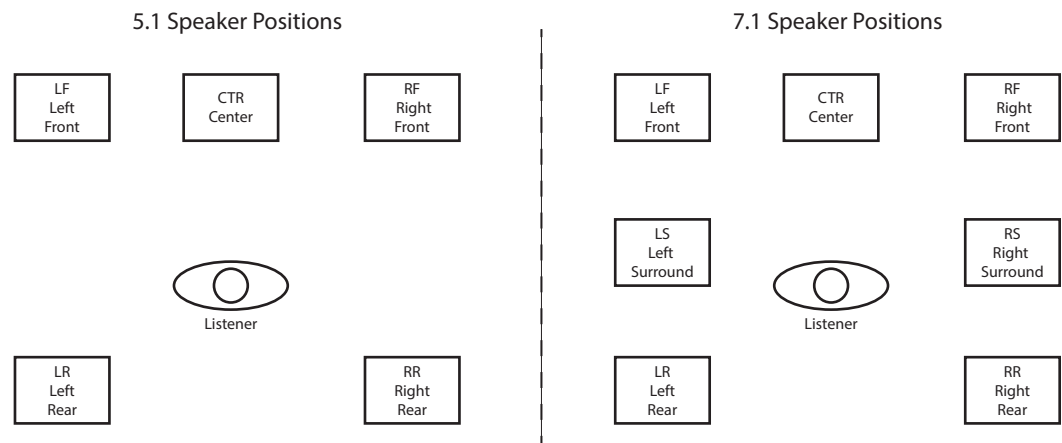 5.1 Speaker Positions
LF
Left
Front
CTR
Center
RF
Right
Front
Listener
LR
Left
Rear
RR
Right
Rear
7.1 Speaker Positions
LF
Left
Front
CTR
Center
RF
Right
Front
LS
Left
Surround
RS
Right
Surround
Listener
LR
Left
Rear
RR
Right
Rear